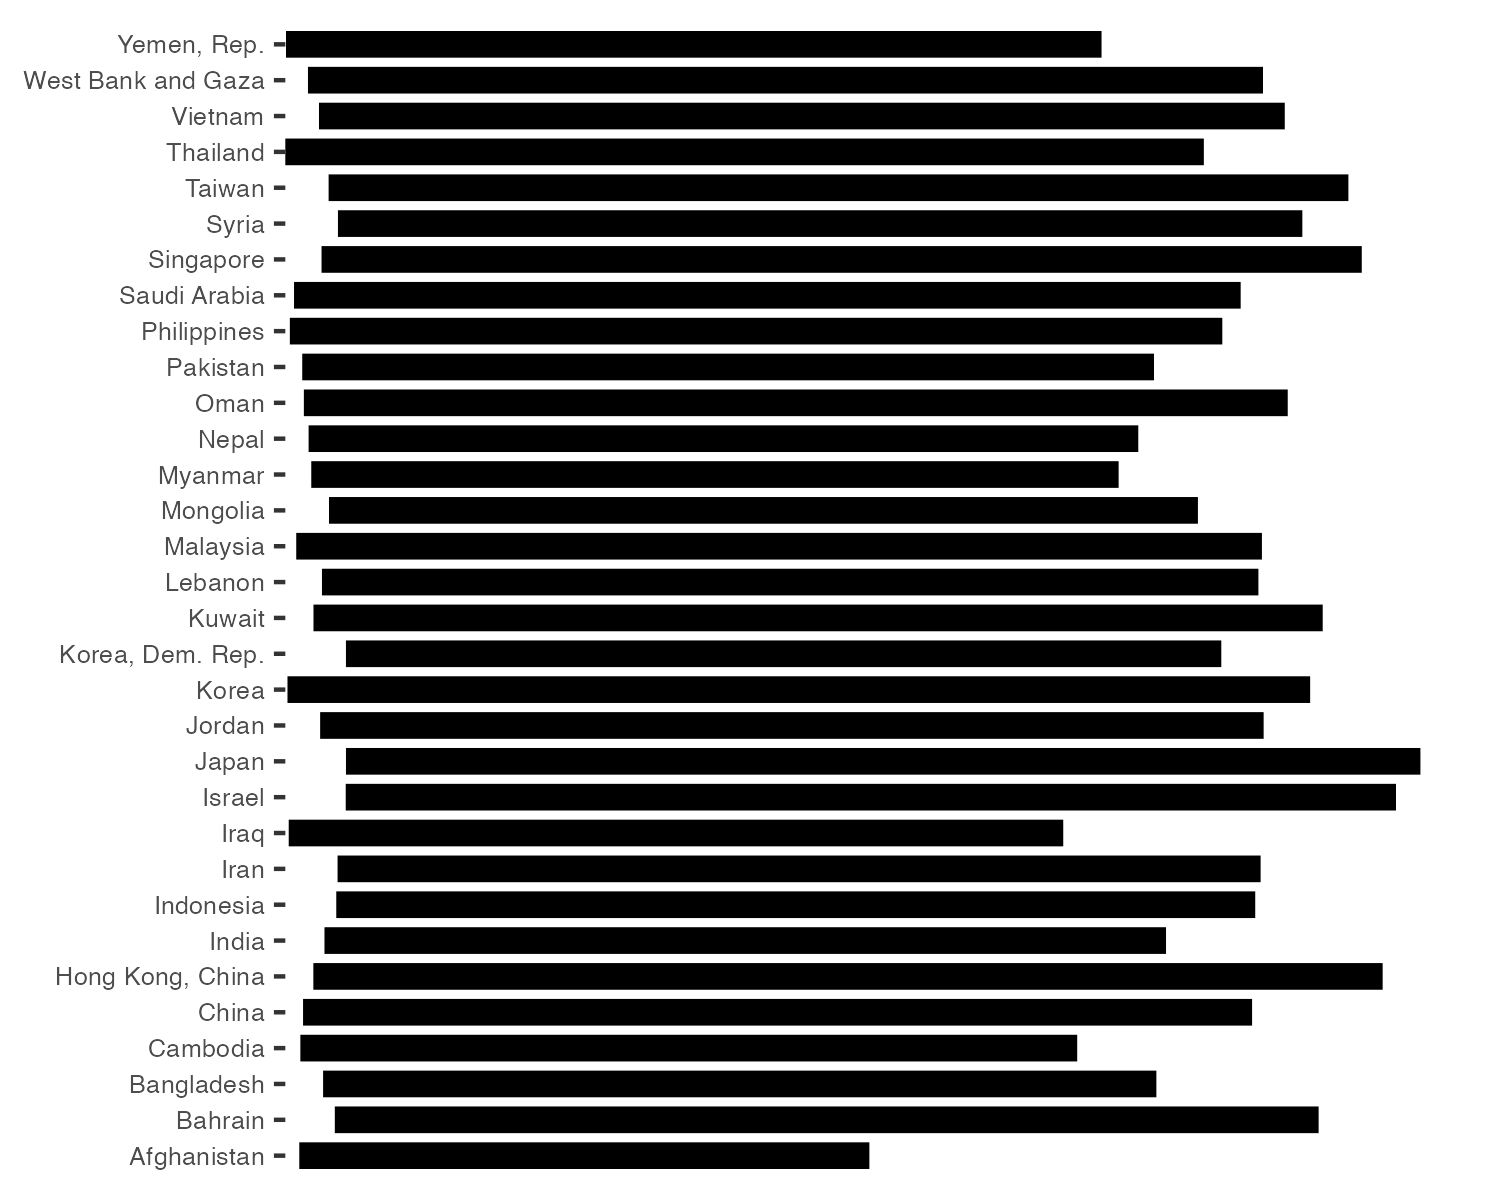 Yemen, Rep.
West Bank and Gaza
Vietnam
Thailand
Taiwan
Syria
Singapore
Saudi Arabia
Philippines
Pakistan
Oman
Nepal
Myanmar
Mongolia
Malaysia
Lebanon
Kuwait
Korea, Dem. Rep.
Korea
Jordan
Japan
Israel
Iraq
Iran
Indonesia
India
Hong Kong, China
China
Cambodia
Bangladesh
Bahrain
Afghanistan